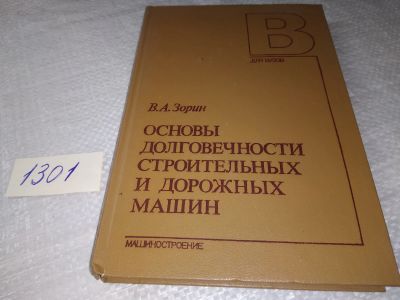 В
ДЛЯ ВУЗОВ
В.А.Зорин
ОСНОВЫ
ДОЛГОВЕЧНОСТИ
СТРОИТЕЛЬНЫХ
И ДОРОЖНЫХ
МАШИН
МАШИНОСТРОЕНИЕ
1301